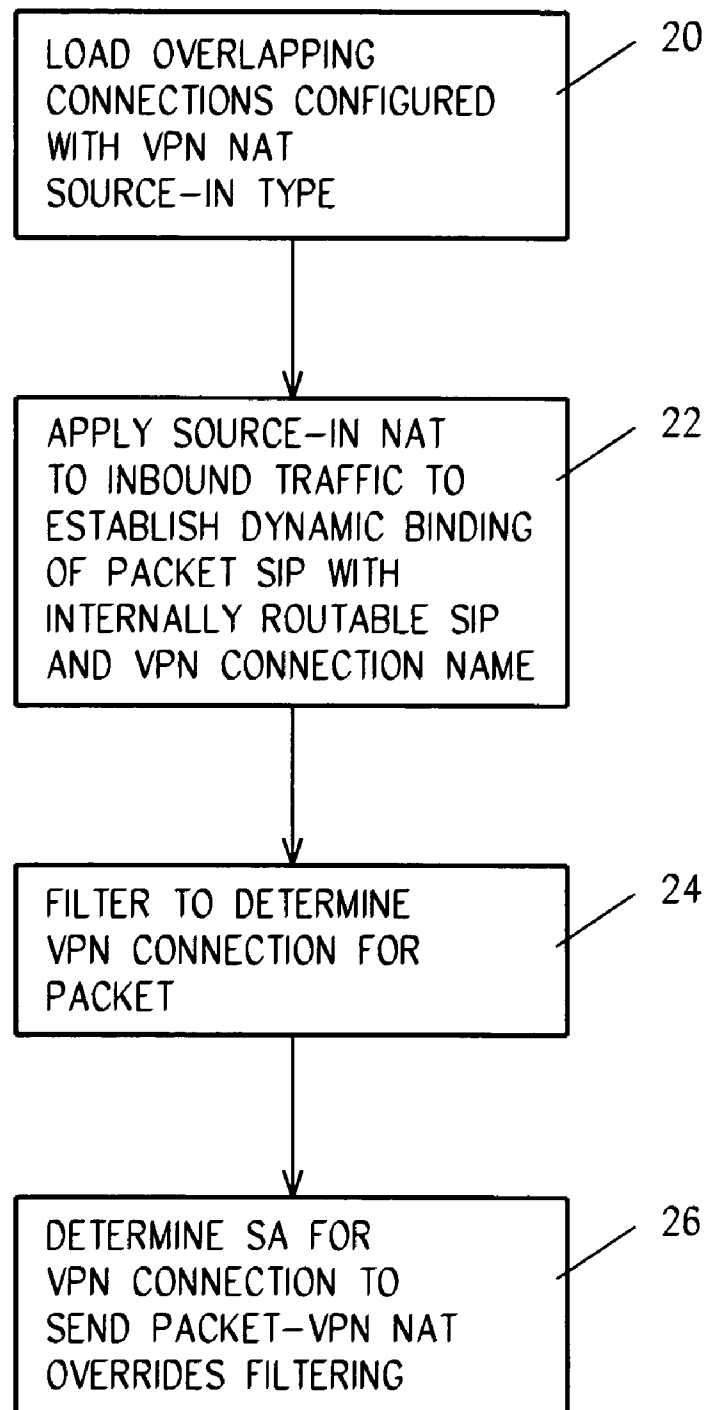 LOAD OVERLAPPING
CONNECTIONS CONFIGURED
WITH VPN NAT
SOURCE-IN TYPE
20
APPLY SOURCE-IN NAT
TO INBOUND TRAFFIC TO
ESTABLISH DYNAMIC BINDING
OF PACKET SIP WITH
INTERNALLY ROUTABLE SIP
AND VPN CONNECTION NAME
22
FILTER TO DETERMINE
VPN CONNECTION FOR
PACKET
24
DETERMINE SA FOR
VPN CONNECTION TO
SEND PACKET-VPN NAT
OVERRIDES FILTERING
26